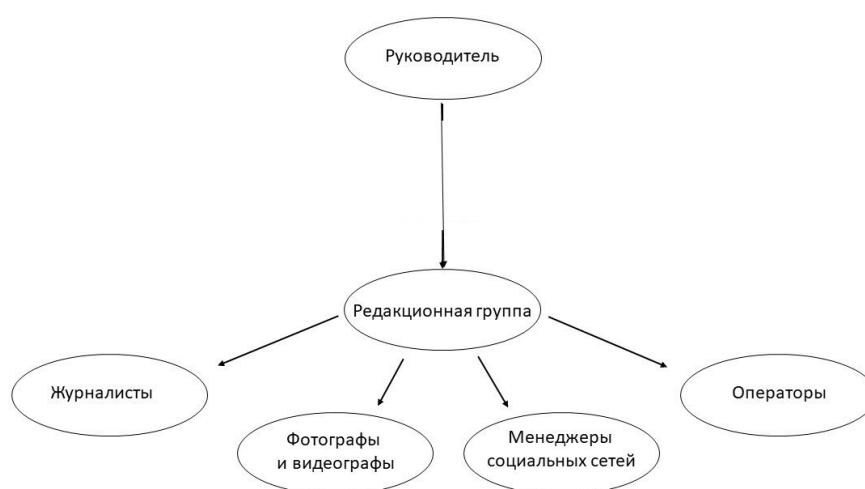 Руководитель
Редакционная группа
Журналисты
Операторы
Фотографы
и видеографы
Менеджеры
социальных сетей